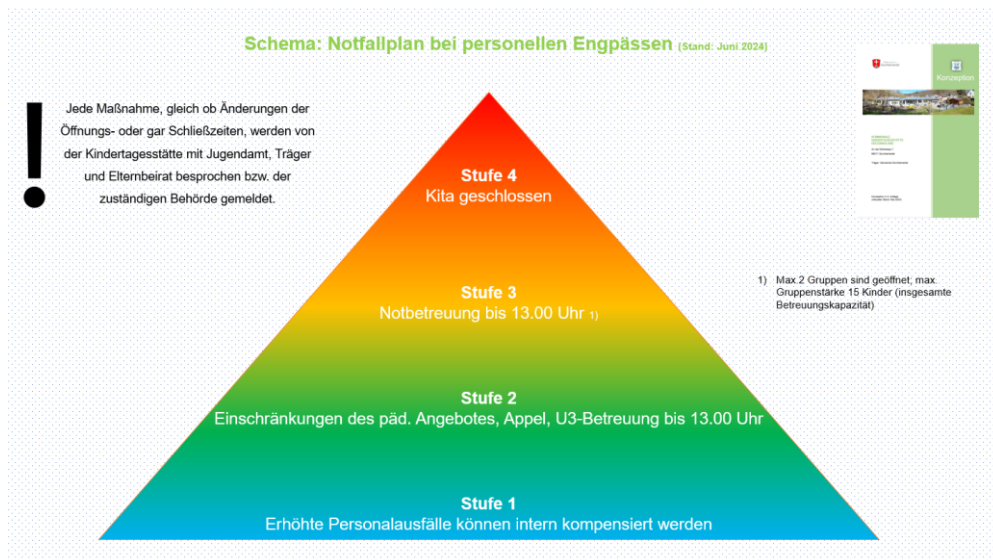 Schema: Notfallplan bei personellen Engpässen (Stand: Juni 2024)
Jede Maßnahme, gleich ob Änderungen der
Öffnungs- oder gar Schließzeiten, werden von
der Kindertagesstätte mit Jugendamt, Träger
und Elternbeirat besprochen bzw. der
zuständigen Behörde gemeldet.
!
Konzeption
Stufe 4
Kita geschlossen
1) Max.2 Gruppen sind geöffnet; max.
Gruppenstärke 15 Kinder (insgesamte
Betreuungskapazität)
Stufe 3
Notbetreuung bis 13.00 Uhr 1)
Stufe 2
Einschränkungen des päd. Angebotes, Appel, U3-Betreuung bis 13.00 Uhr
Stufe 1
Erhöhte Personalausfälle können intern kompensiert werden